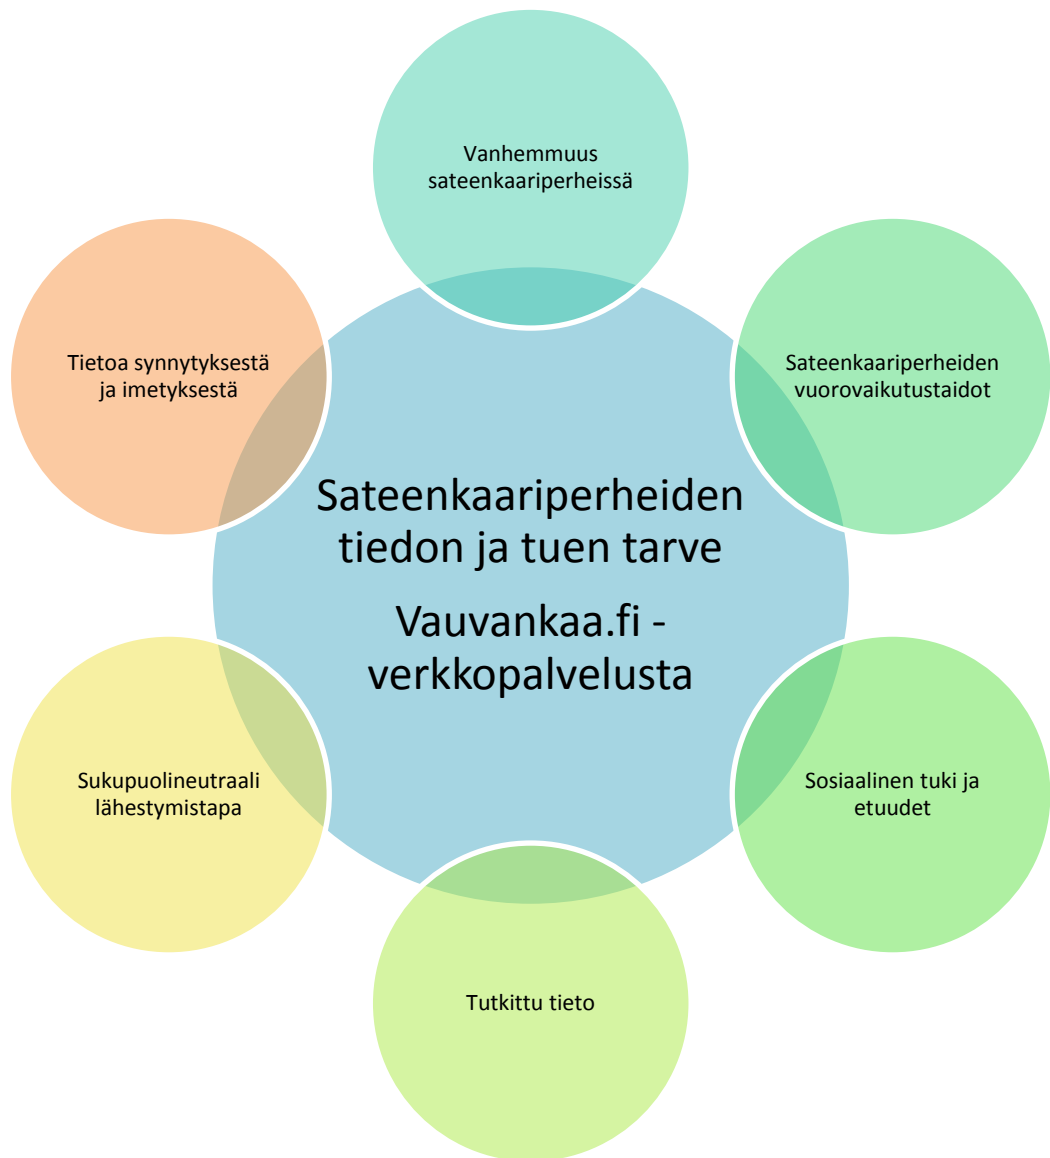 Vanhemmuus
sateenkaariperheissä
Tietoa synnytyksestä
ja imetyksestä
Sateenkaariperheiden
vuorovaikutustaidot
Sateenkaariperheiden
tiedon ja tuen tarve
Vauvankaa.fi -
verkkopalvelusta
Sukupuolineutraali
lähestymistapa
Sosiaalinen tuki ja
etuudet
Tutkittu tieto